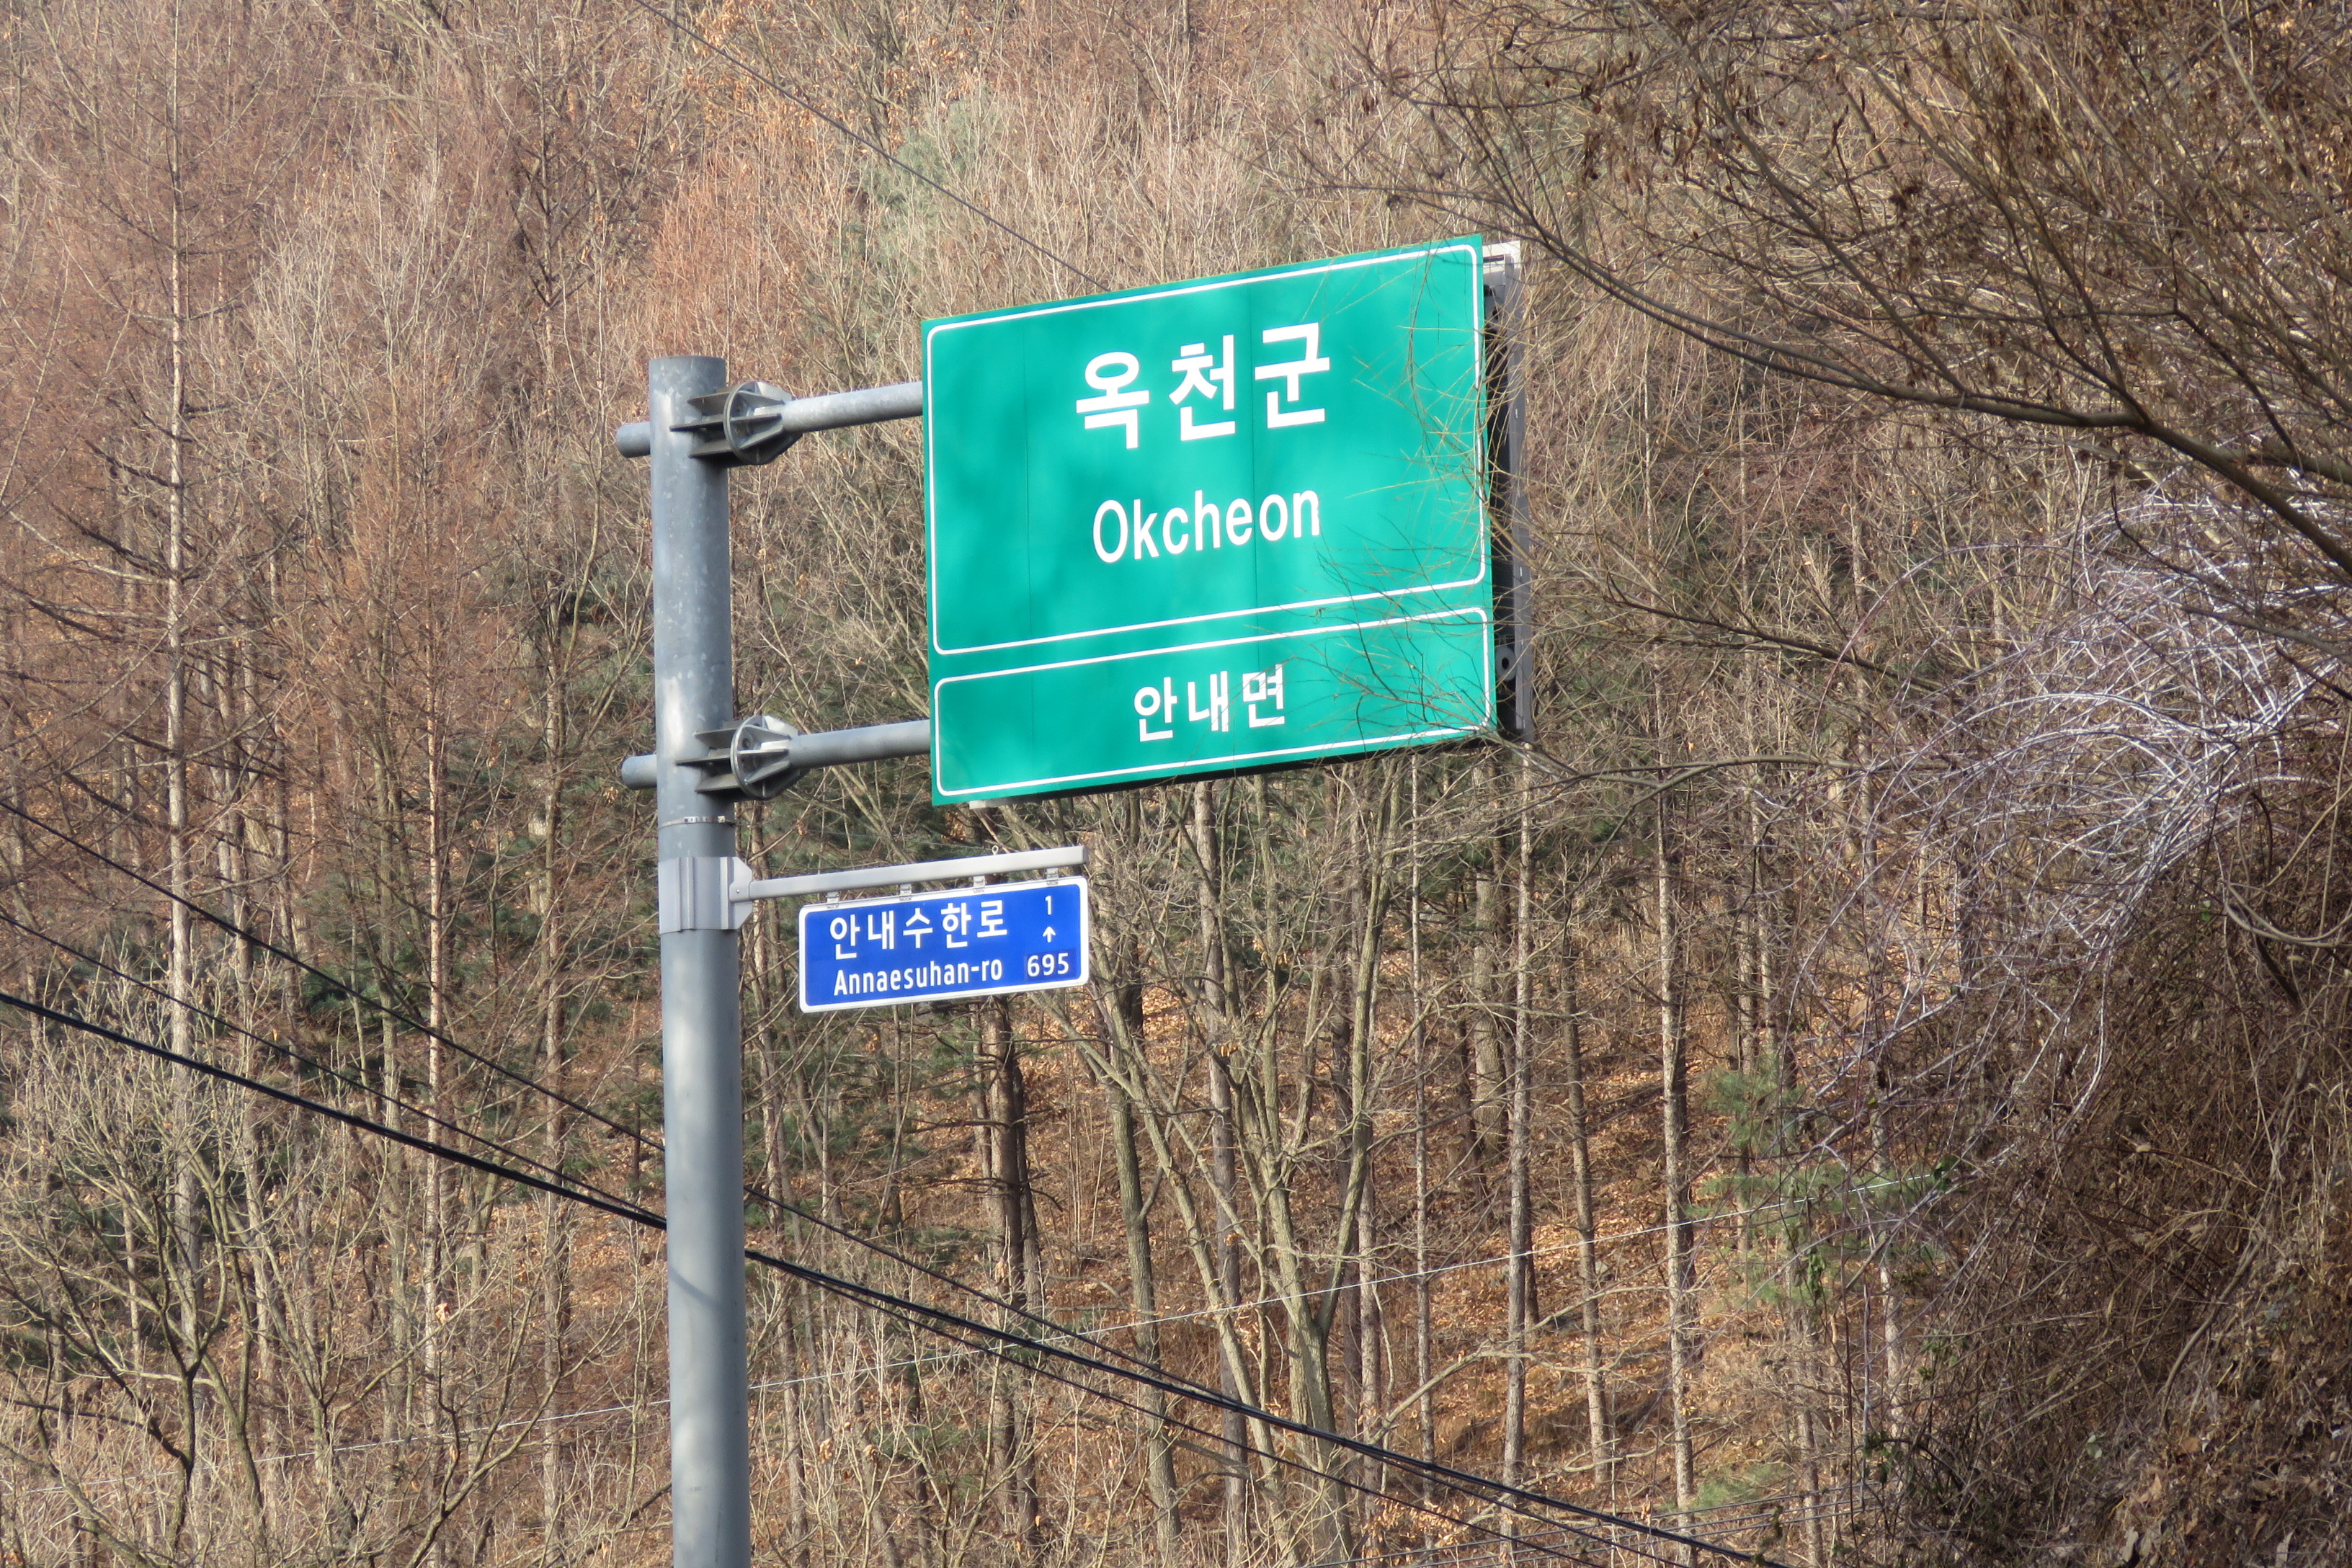 옥천군
Okcheon
안내면
안내수한로 1
↑
Annaesuhan-ro 695